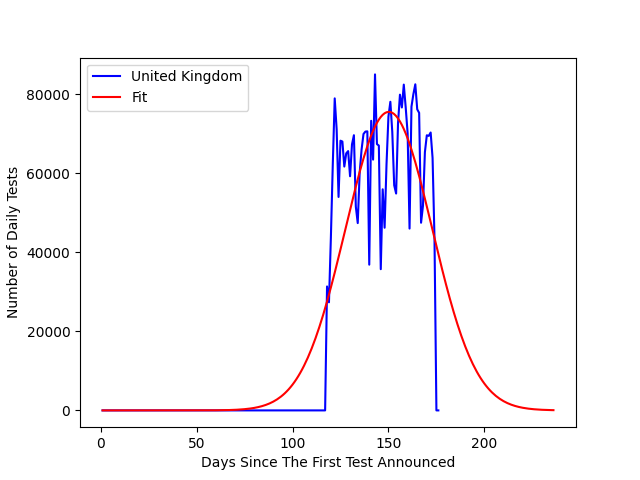 United Kingdom
Fit
Number of Daily Tests
80000
60000
40000
20000
0
0 50 100 150 200
Days Since The First Test Announced